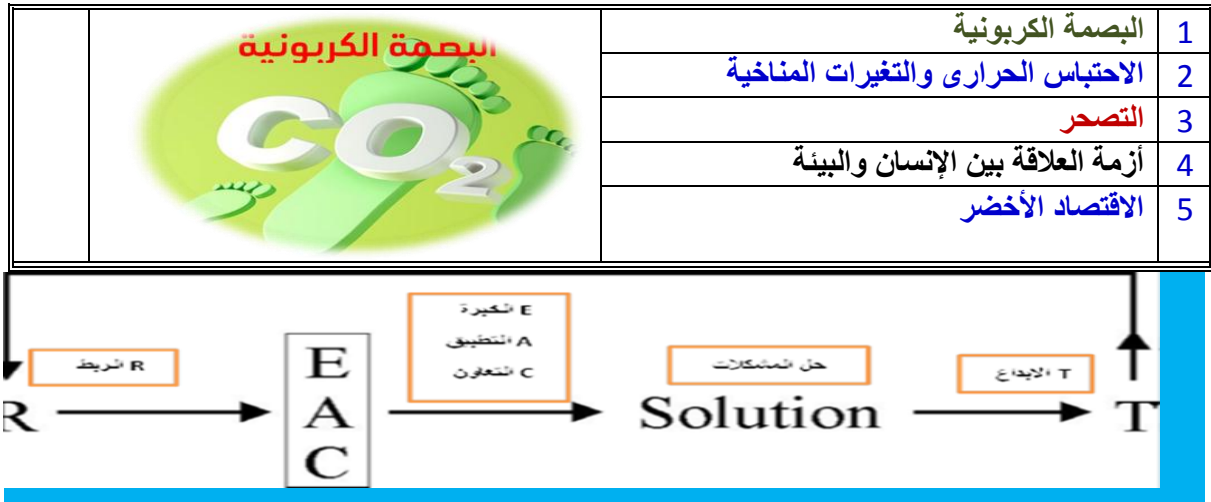 1 البصمة الكربونية
2 الاحتباس الحرارى والتغيرات المناخية
3 التصحر
4 أزمة العلاقة بين الإنسان والبيئة
5 الاقتصاد الأخضر
البصمة الكربونية
CO2
R الربط
E الخبرة
A التطبيق
C التعاون
حل المشكلات
T الابداع
R
E
A
C
Solution
T